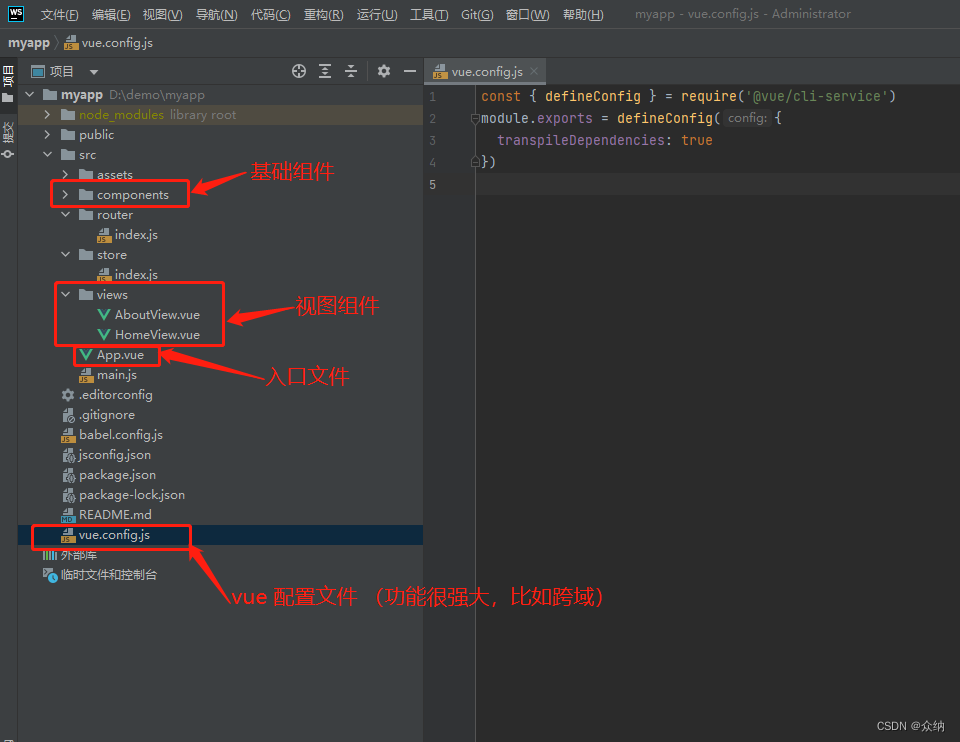 WS 文件(F) 编辑(E) 视图(V) 导航(N) 代码(C) 重构(R) 运行(U) 工具(T) Git(G) 窗口(W) 帮助(H) myapp - vue.config.js - Administrator
myapp vue.config.js
项目
提交
项目
vue.config.js
myapp D:\demo\myapp
node_modules library root
public
src
assets
components
基础组件
router
index.js
store
index.js
views
AboutView.vue
HomeView.vue
视图组件
App.vue
入口文件
main.js
.editorconfig
.gitignore
babel.config.js
jsconfig.json
package.json
package-lock.json
README.md
vue.config.js
外部库
临时文件和控制台
vue 配置文件 （功能很强大，比如跨域）
1 const { defineConfig } = require('@vue/cli-service')
2 module.exports = defineConfig( config: {
3 transpileDependencies: true
4 })
5
CSDN @众纳